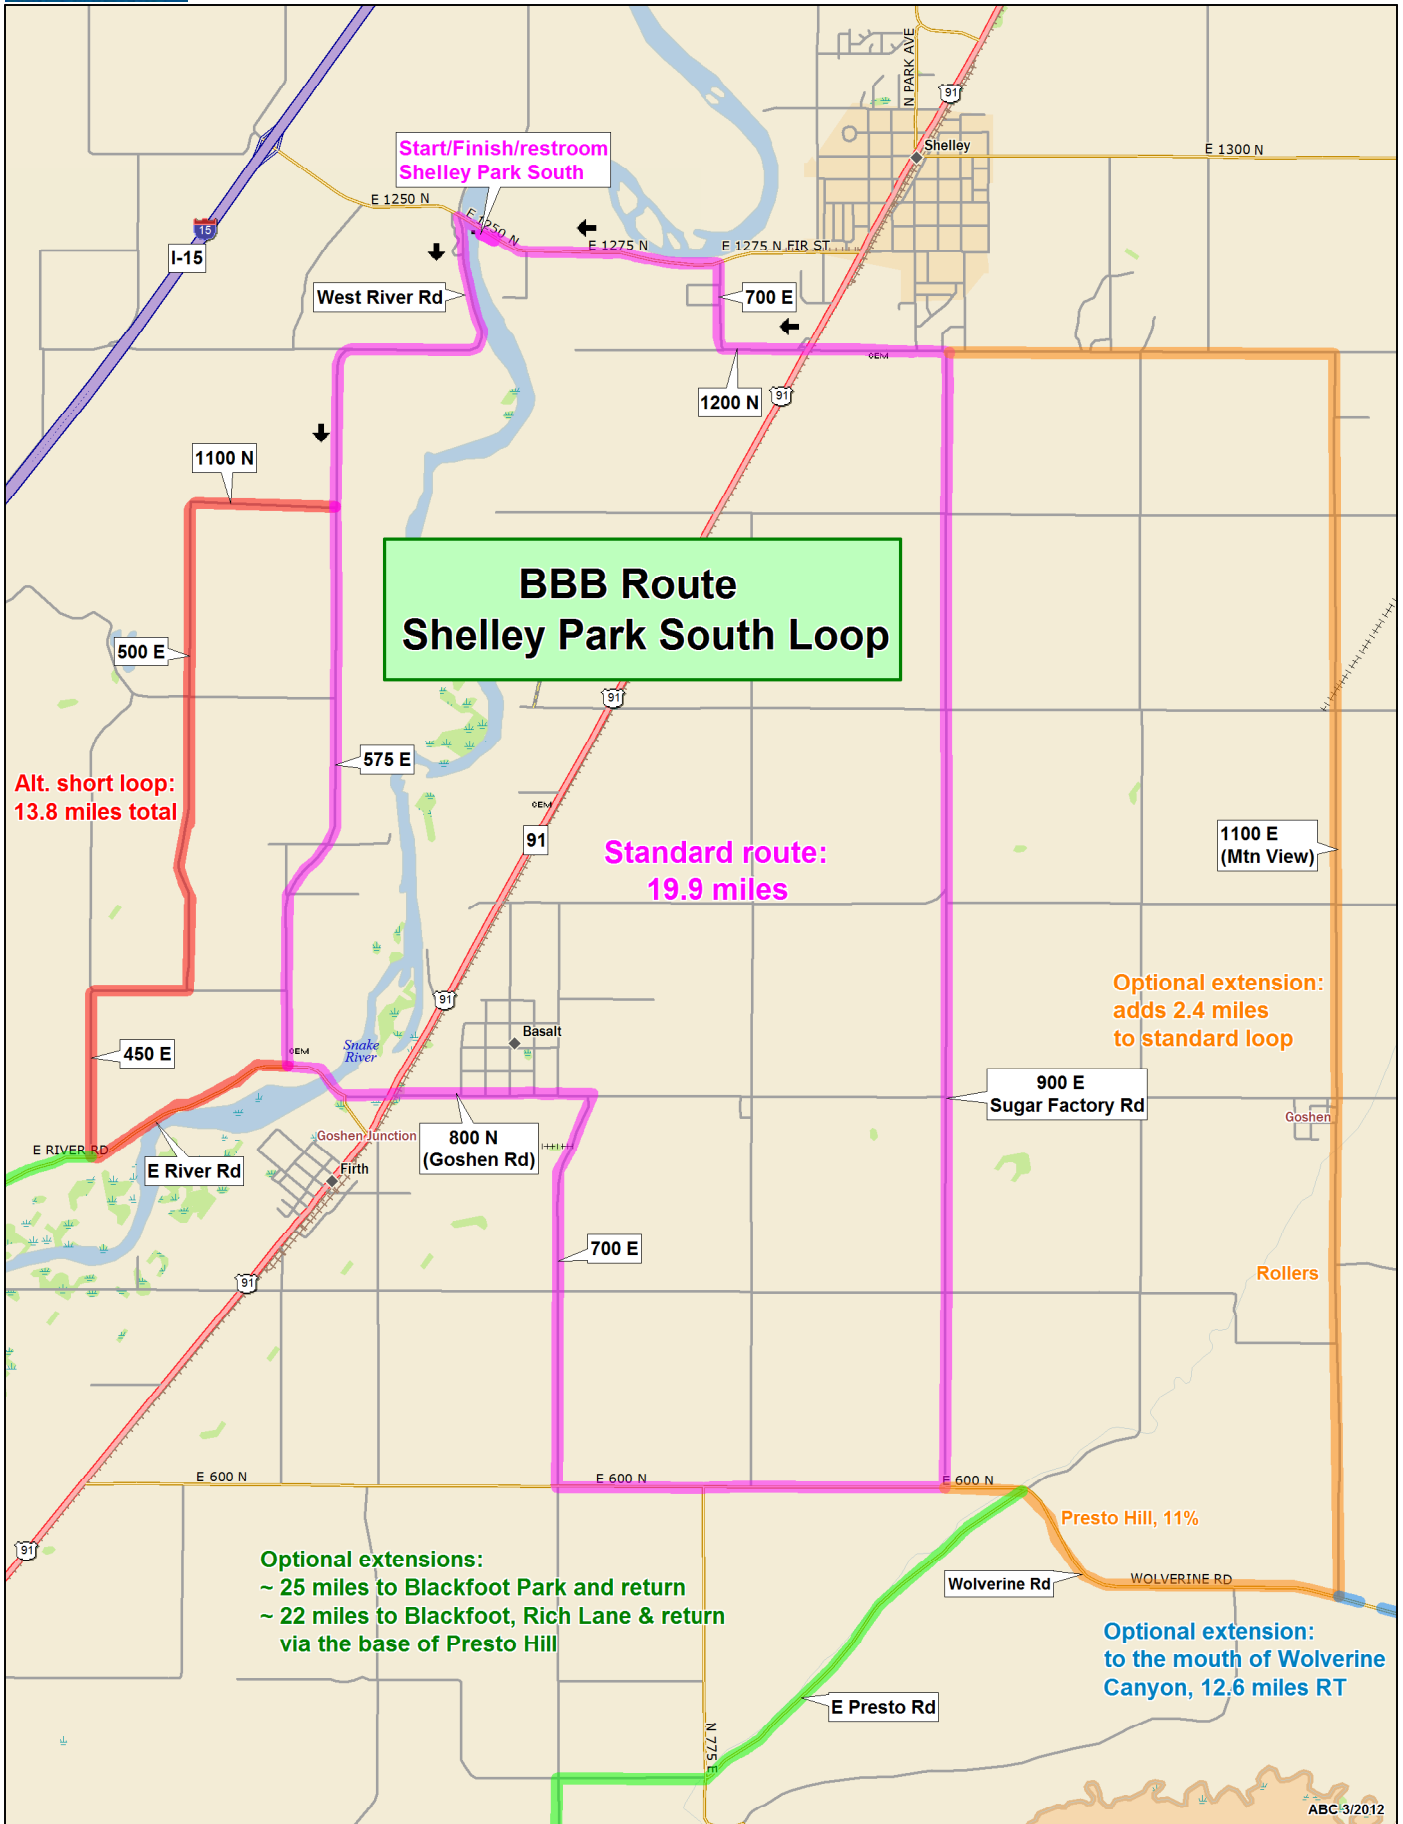 N PARK AVE
91
Shelley
E 1300 N
Start/Finish/restroom
Shelley Park South
E 1250 N
E 1250 N
15
I-15
E 1275 N
E 1275 N FIR ST
West River Rd
700 E
OEM
1200 N
91
1100 N
BBB Route
Shelley Park South Loop
500 E
91
575 E
Alt. short loop:
13.8 miles total
OEM
91
Standard route:
19.9 miles
1100 E
(Mtn View)
Optional extension:
adds 2.4 miles
to standard loop
91
Basalt
450 E
OEM
Snake
River
900 E
Sugar Factory Rd
Goshen
Goshen Junction
800 N
(Goshen Rd)
E RIVER RD
E River Rd
Firth
700 E
Rollers
91
E 600 N
E 600 N
E 600 N
Presto Hill, 11%
91
Optional extensions:
~ 25 miles to Blackfoot Park and return
~ 22 miles to Blackfoot, Rich Lane & return
via the base of Presto Hill
Wolverine Rd
WOLVERINE RD
Optional extension:
to the mouth of Wolverine
Canyon, 12.6 miles RT
E Presto Rd
N 775 E
ABC 3/2012